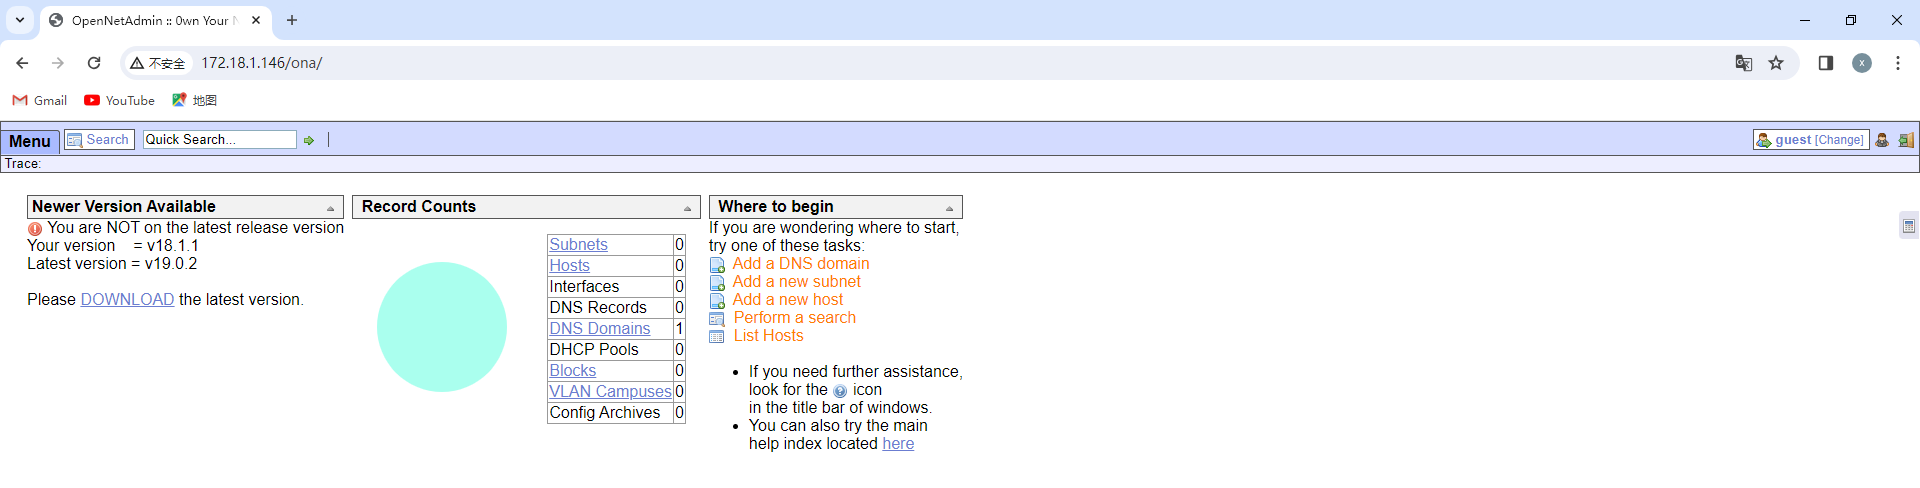 OpenNetAdmin :: 0wn Your N
不安全
172.18.1.146/ona/
X
Gmail
YouTube
地图
Menu
Search
Quick Search...
guest [Change]
Trace:
Newer Version Available
You are NOT on the latest release version
Your version = v18.1.1
Latest version = v19.0.2
Please DOWNLOAD the latest version.
Record Counts
Subnets 0
Hosts 0
Interfaces 0
DNS Records 0
DNS Domains 1
DHCP Pools 0
Blocks 0
VLAN Campuses 0
Config Archives 0
Where to begin
If you are wondering where to start,
try one of these tasks:
Add a DNS domain
Add a new subnet
Add a new host
Perform a search
List Hosts
• If you need further assistance,
look for the ? icon
in the title bar of windows.
• You can also try the main
help index located here